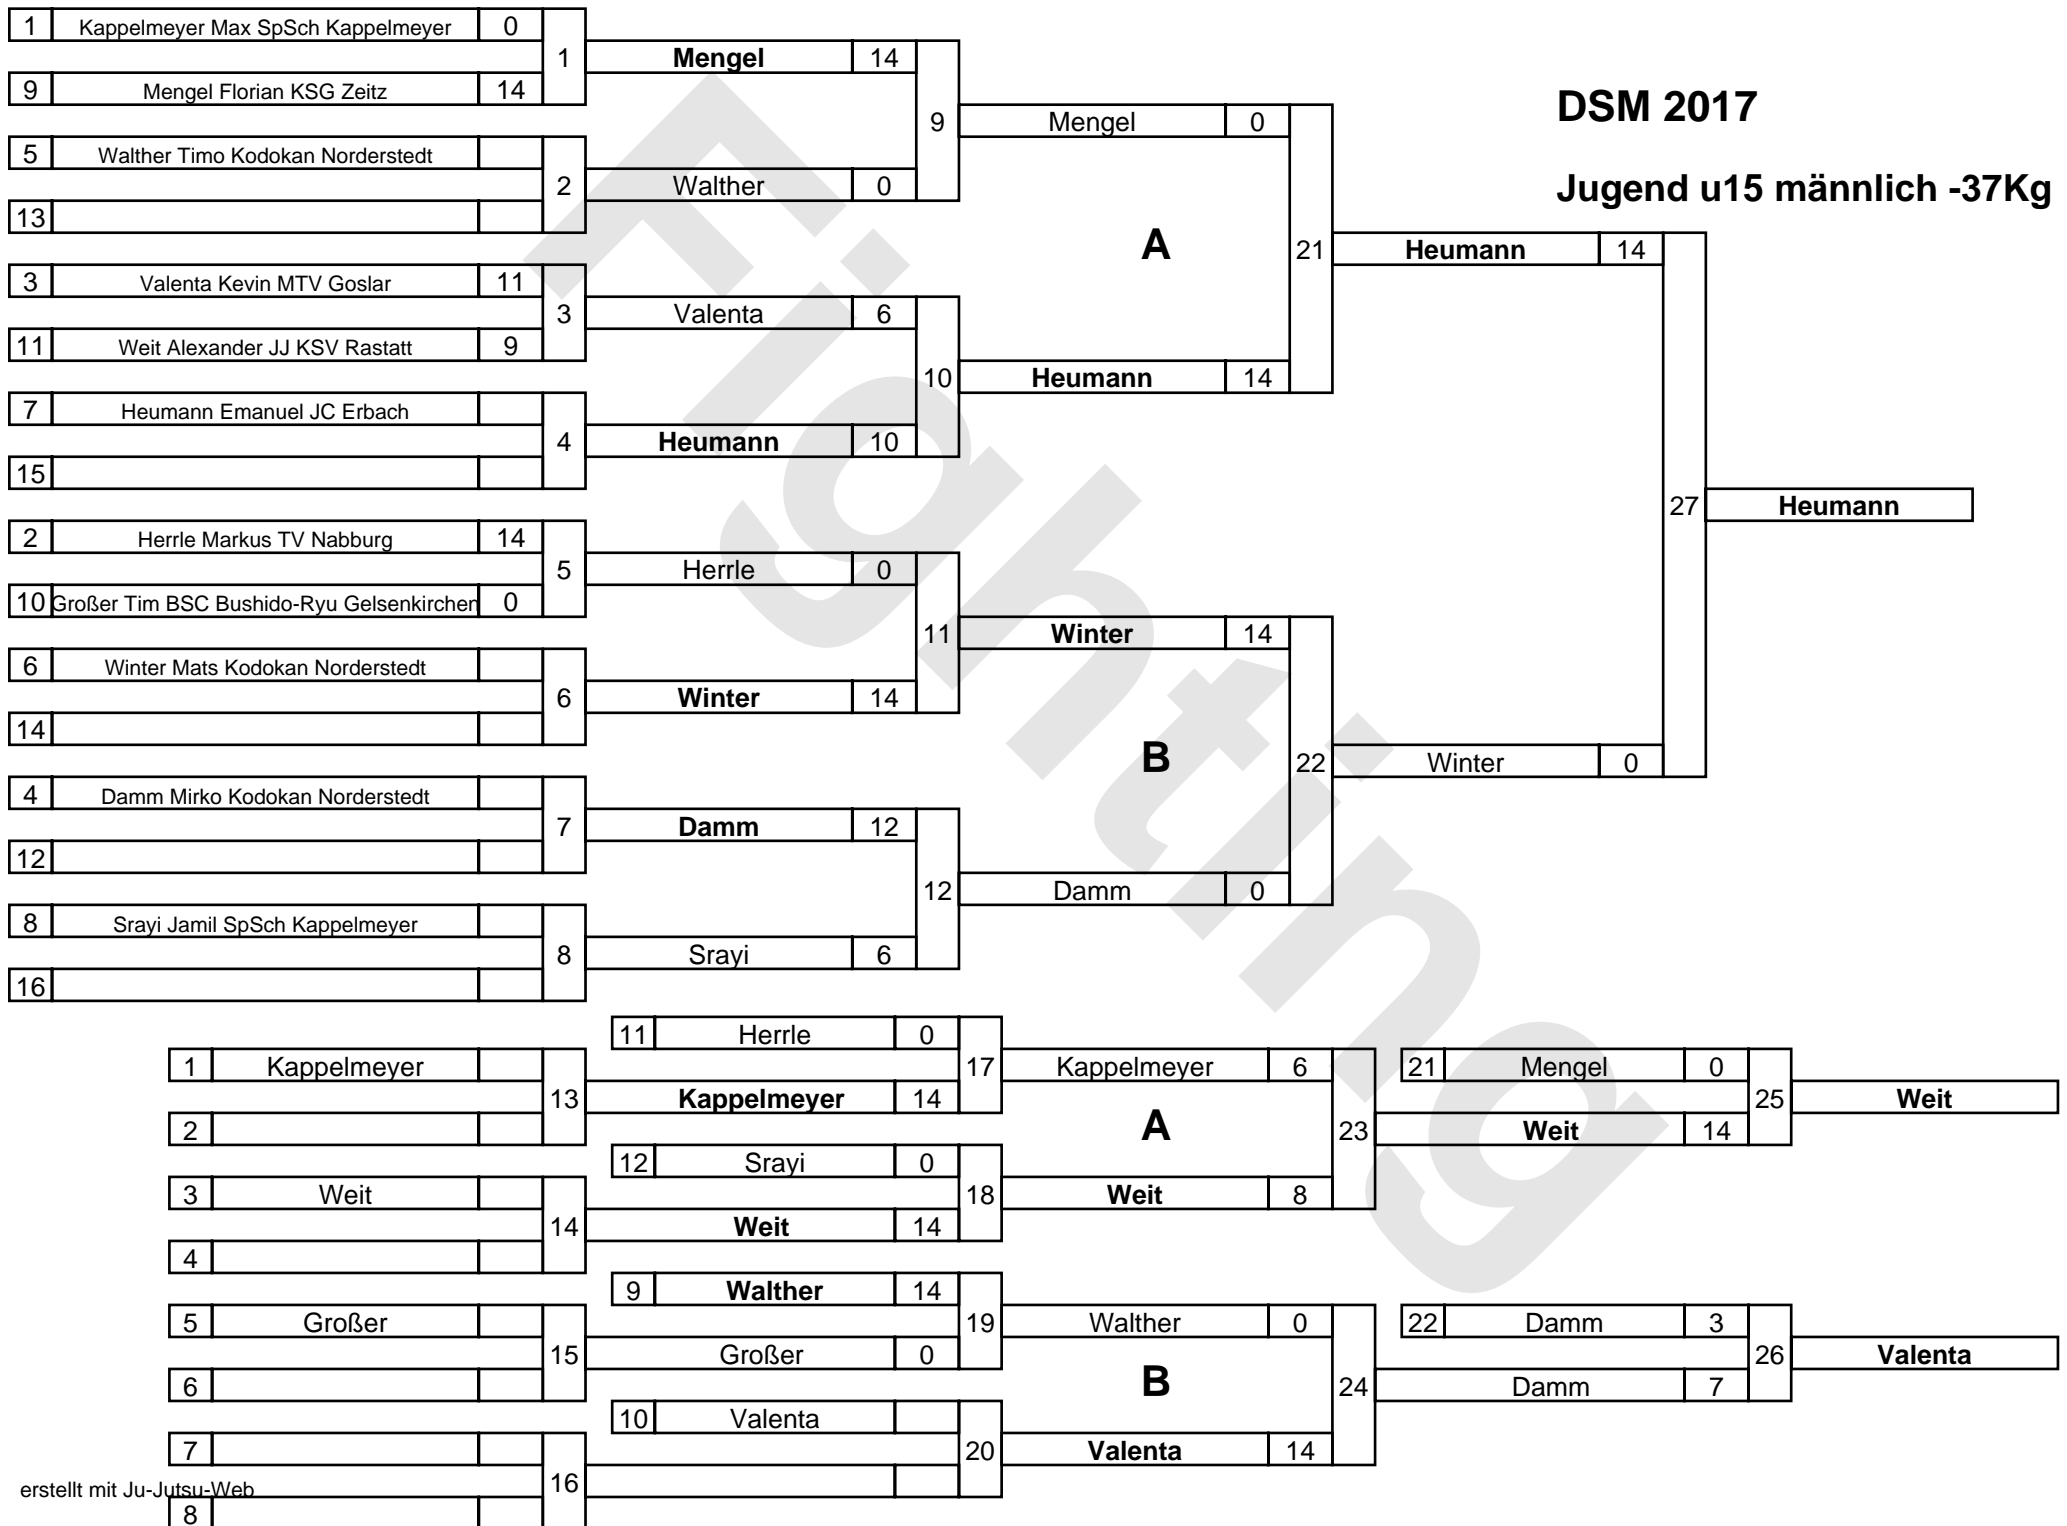 DSM 2017
Jugend u15 männlich -37Kg
1 Kappelmeyer Max SpSch Kappelmeyer 0
1
Mengel 14
9 Mengel Florian KSG Zeitz 14
9
Mengel 0
5 Walther Timo Kodokan Norderstedt
2
Walther 0
13
A
21
Heumann 14
3 Valenta Kevin MTV Goslar 11
3
Valenta 6
11 Weit Alexander JJ KSV Rastatt 9
10
Heumann 14
7 Heumann Emanuel JC Erbach
4
Heumann 10
15
27
Heumann
2 Herrle Markus TV Nabburg 14
5
Herrle 0
10 Großer Tim BSC Bushido-Ryu Gelsenkirchen 0
11
Winter 14
6 Winter Mats Kodokan Norderstedt
6
Winter 14
14
B
22
Winter 0
4 Damm Mirko Kodokan Norderstedt
7
Damm 12
12
12
Damm 0
8 Srayi Jamil SpSch Kappelmeyer
8
Srayi 6
16
11 Herrle 0
17
Kappelmeyer 6
21 Mengel 0
1 Kappelmeyer
13
Kappelmeyer 14
25
Weit
2
A
23
Weit 14
12 Srayi 0
3 Weit
18
Weit 8
14
Weit 14
4
9 Walther 14
5 Großer
19
Walther 0
22 Damm 3
15
Großer 0
26
Valenta
6
B
24
Damm 7
10 Valenta
7
20
Valenta 14
16
erstellt mit Ju-Jutsu-Web
8
Fighting